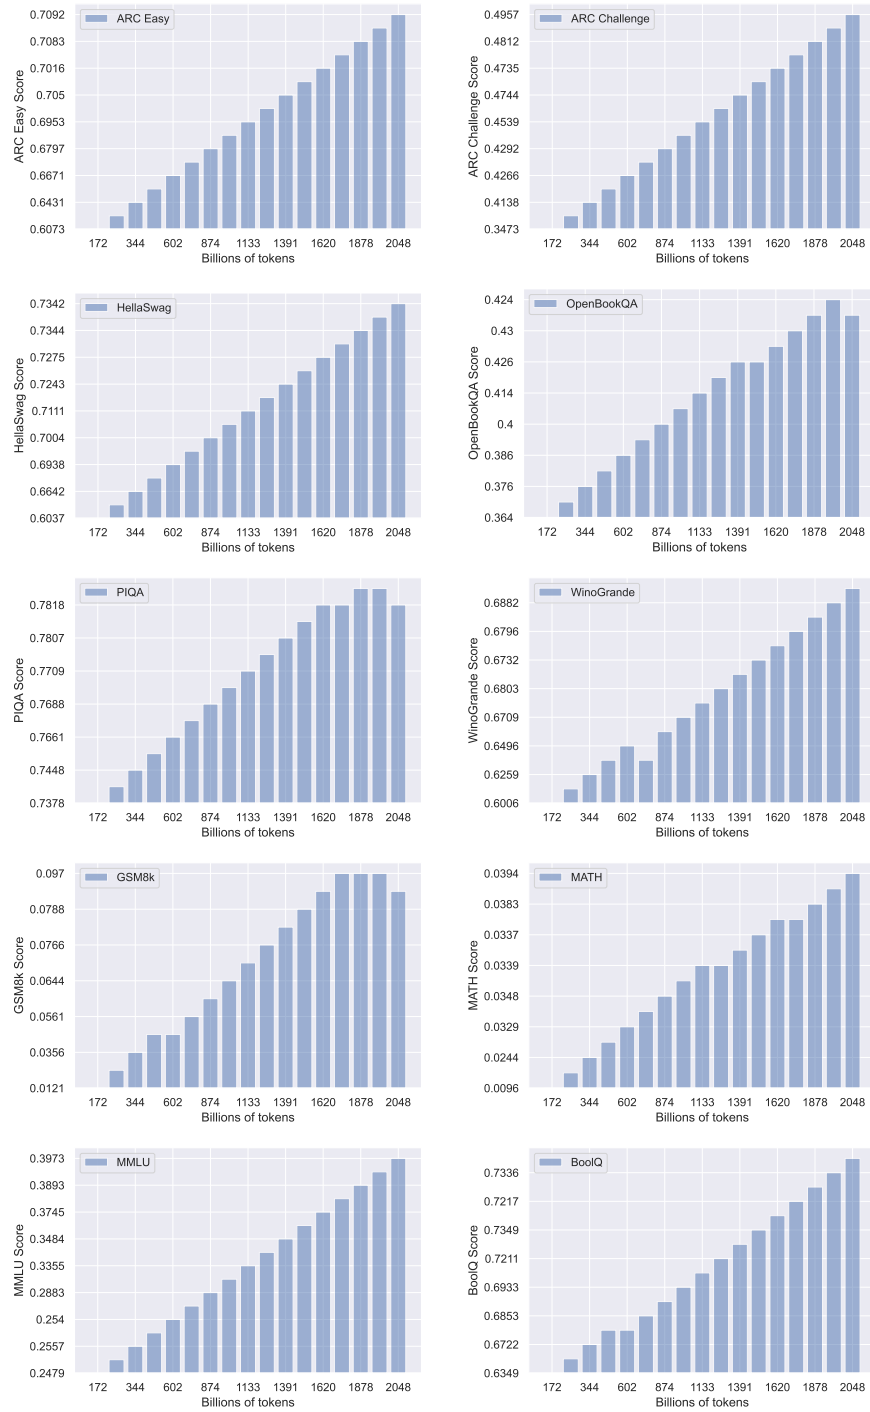 ARC Easy
0.7092
0.7083
0.7016
0.705
0.6953
0.6797
0.6671
0.6431
0.6073
ARC Easy Score
172 344 602 874 1133 1391 1620 1878 2048
Billions of tokens
ARC Challenge
0.4957
0.4812
0.4735
0.4744
0.4539
0.4292
0.4266
0.4138
0.3473
ARC Challenge Score
172 344 602 874 1133 1391 1620 1878 2048
Billions of tokens
HellaSwag
0.7342
0.7344
0.7275
0.7243
0.7111
0.7004
0.6938
0.6642
0.6037
HellaSwag Score
172 344 602 874 1133 1391 1620 1878 2048
Billions of tokens
OpenBookQA
0.424
0.43
0.426
0.414
0.4
0.386
0.376
0.364
OpenBookQA Score
172 344 602 874 1133 1391 1620 1878 2048
Billions of tokens
PIQA
0.7818
0.7807
0.7709
0.7688
0.7661
0.7448
0.7378
PIQA Score
172 344 602 874 1133 1391 1620 1878 2048
Billions of tokens
WinoGrande
0.6882
0.6796
0.6732
0.6803
0.6709
0.6496
0.6259
0.6006
WinoGrande Score
172 344 602 874 1133 1391 1620 1878 2048
Billions of tokens
GSM8k
0.097
0.0788
0.0766
0.0644
0.0561
0.0356
0.0121
GSM8k Score
172 344 602 874 1133 1391 1620 1878 2048
Billions of tokens
MATH
0.0394
0.0383
0.0337
0.0339
0.0348
0.0329
0.0244
0.0096
MATH Score
172 344 602 874 1133 1391 1620 1878 2048
Billions of tokens
MMLU
0.3973
0.3893
0.3745
0.3484
0.3355
0.2883
0.254
0.2557
0.2479
MMLU Score
172 344 602 874 1133 1391 1620 1878 2048
Billions of tokens
BoolQ
0.7336
0.7217
0.7349
0.7211
0.6933
0.6853
0.6722
0.6349
BoolQ Score
172 344 602 874 1133 1391 1620 1878 2048
Billions of tokens